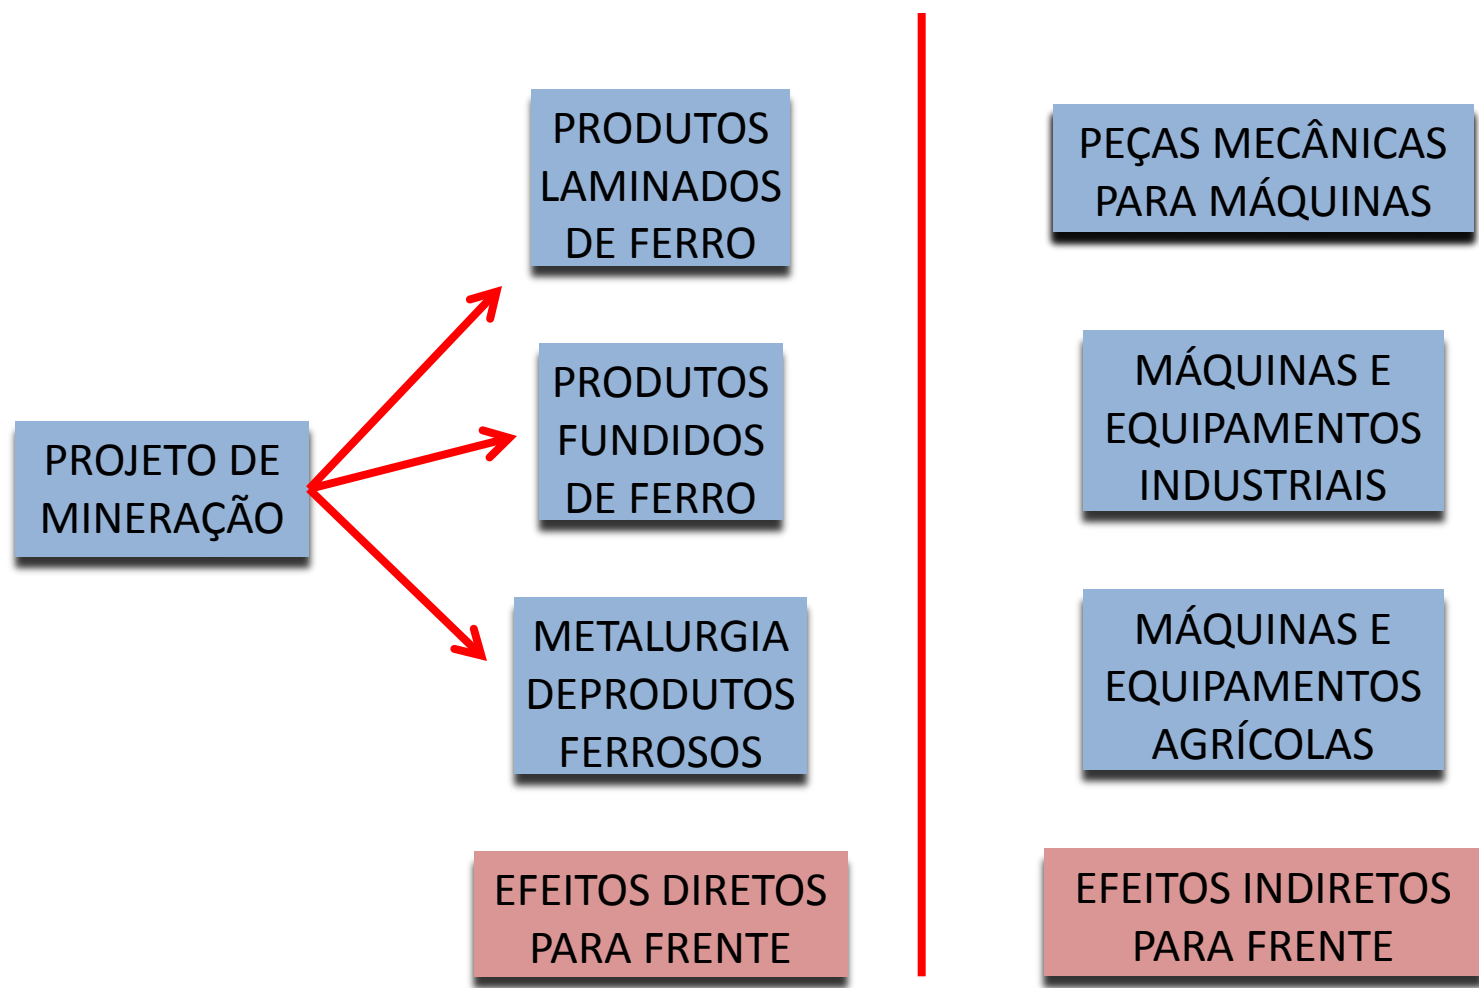 PROJETO DE
MINERAÇÃO
PRODUTOS
LAMINADOS
DE FERRO
PRODUTOS
FUNDIDOS
DE FERRO
METALURGIA
DEPRODUTOS
FERROSOS
EFEITOS DIRETOS
PARA FRENTE
PEÇAS MECÂNICAS
PARA MÁQUINAS
MÁQUINAS E
EQUIPAMENTOS
INDUSTRIAIS
MÁQUINAS E
EQUIPAMENTOS
AGRÍCOLAS
EFEITOS INDIRETOS
PARA FRENTE